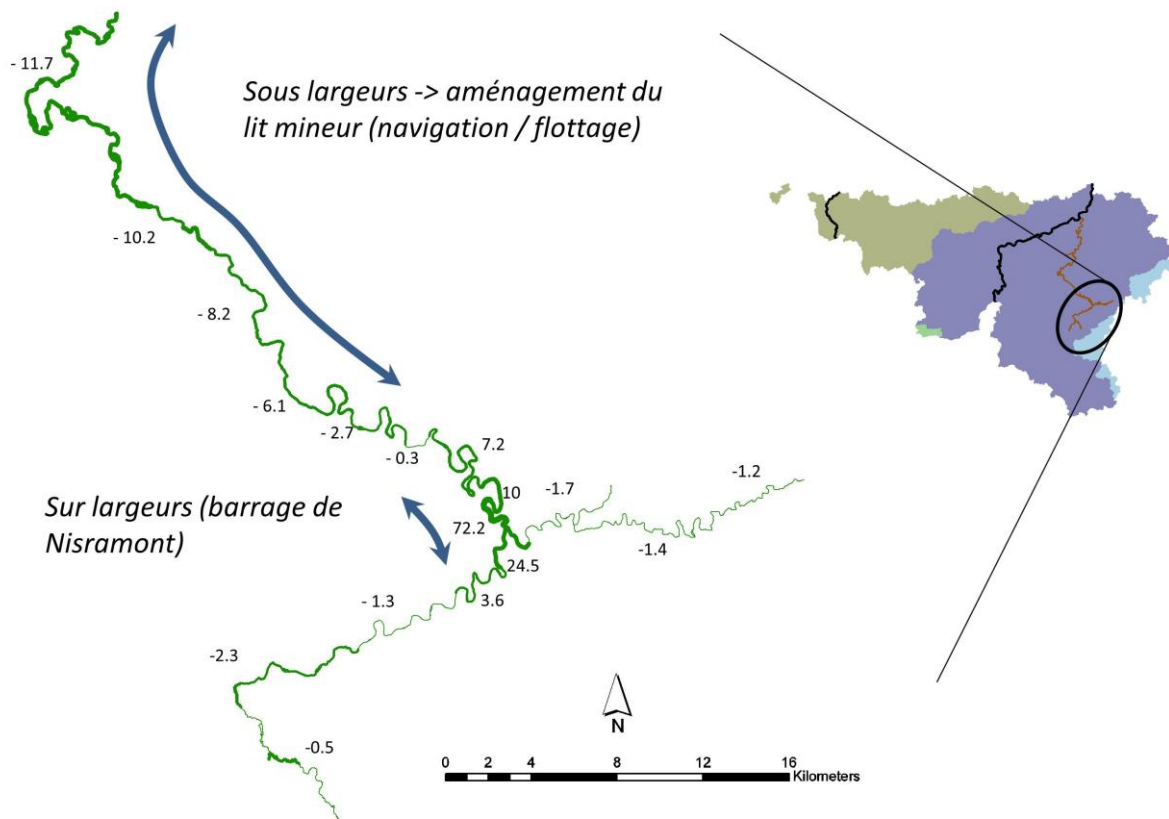 - 11.7
Sous largeurs -> aménagement du
lit mineur (navigation / flottage)
- 10.2
- 8.2
- 6.1
- 2.7
- 0.3
7.2
10
-1.7
-1.2
Sur largeurs (barrage de
Nisramont)
72.2
-1.4
24.5
3.6
- 1.3
-2.3
-0.5
N
0 2 4 8 12 16
Kilometers